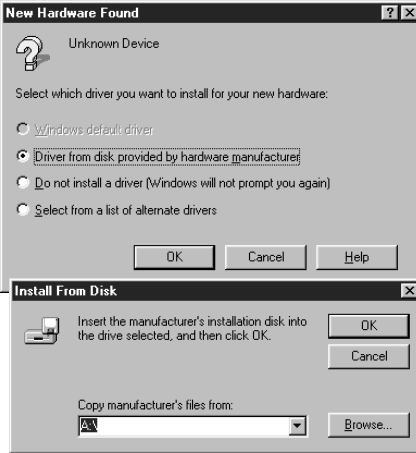 New Hardware Found
Unknown Device
Select which driver you want to install for your new hardware:
Windows default driver
Driver from disk provided by hardware manufacturer
Do not install a driver (Windows will not prompt you again)
Select from a list of alternate drivers
OK
Cancel
Help
Install From Disk
Insert the manufacturer's installation disk into
the drive selected, and then click OK.
OK
Cancel
Copy manufacturer's files from:
A:\
Browse...